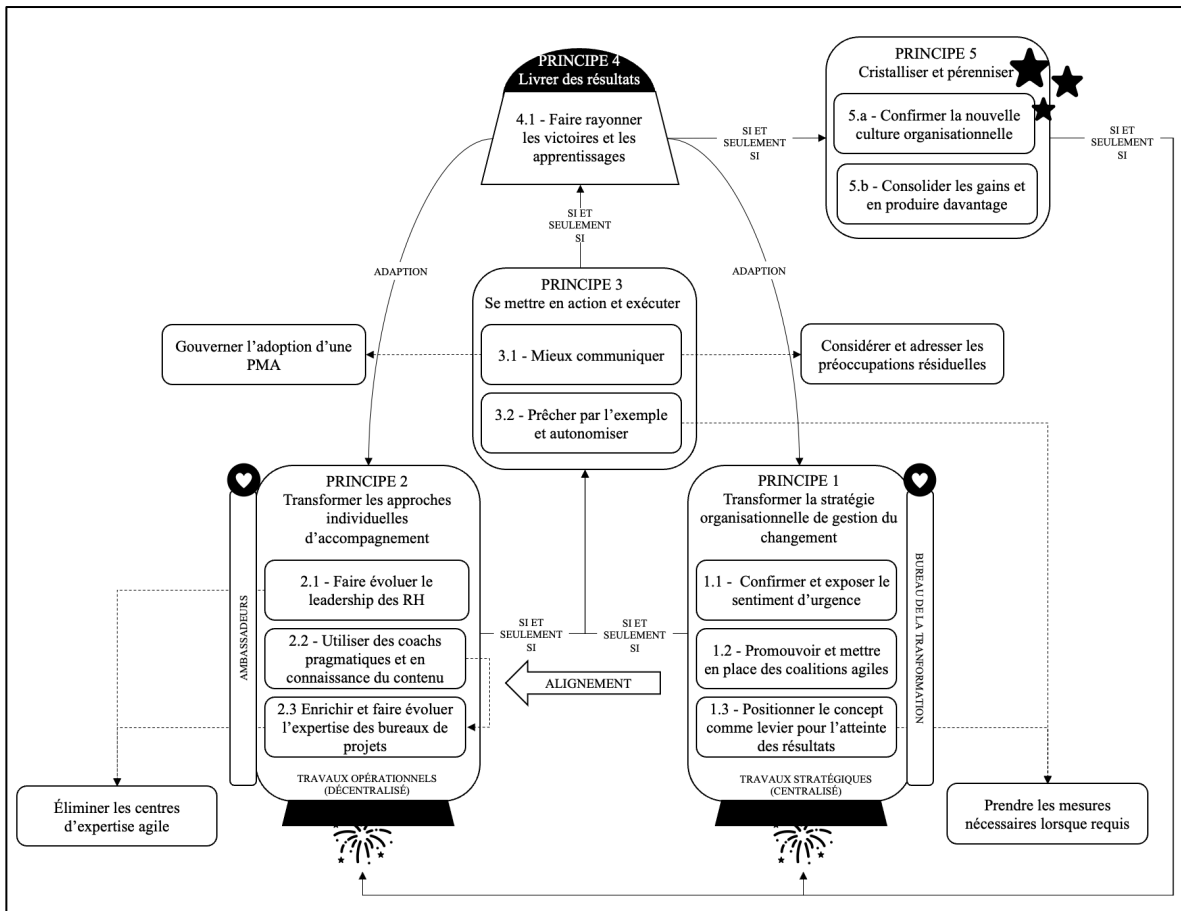 PRINCIPE 4
Livrer des résultats
4.1 - Faire rayonner
les victoires et les
apprentissages
SI ET
SEULEMENT
SI
PRINCIPE 5
Cristalliser et pérenniser
5.a - Confirmer la nouvelle
culture organisationnelle
5.b - Consolider les gains et
en produire davantage
SI ET
SEULEMENT
SI
SI ET
SEULEMENT
SI
ADAPTION
ADAPTION
PRINCIPE 3
Se mettre en action et exécuter
3.1 - Mieux communiquer
3.2 - Prêcher par l’exemple
et autonomiser
Gouverner l’adoption d’une
PMA
Considérer et adresser les
préoccupations résiduelles
PRINCIPE 2
Transformer les approches
individuelles
d’accompagnement
2.1 - Faire évoluer le
leadership des RH
2.2 - Utiliser des coachs
pragmatiques et en
connaissance du contenu
2.3 Enrichir et faire évoluer
l’expertise des bureaux de
projets
TRAVAUX OPÉRATIONNELS
(DÉCENTRALISÉ)
AMBASSADEURS
SI ET
SEULEMENT
SI
SI ET
SEULEMENT
SI
ALIGNEMENT
PRINCIPE 1
Transformer la stratégie
organisationnelle de gestion du
changement
1.1 - Confirmer et exposer le
sentiment d’urgence
1.2 - Promouvoir et mettre
en place des coalitions agiles
1.3 - Positionner le concept
comme levier pour l’atteinte
des résultats
TRAVAUX STRATÉGIQUES
(CENTRALISÉ)
BUREAU DE LA TRANFORMATION
Éliminer les centres
d’expertise agile
Prendre les mesures
nécessaires lorsque requis